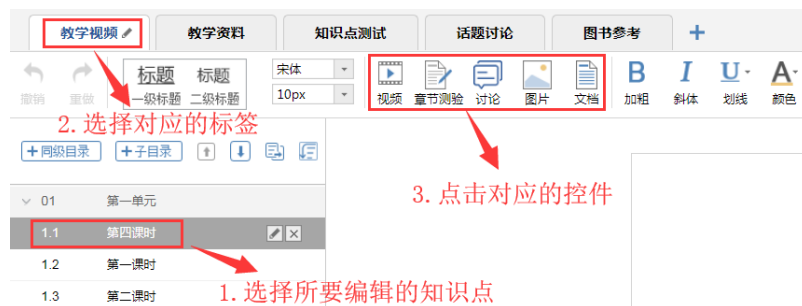 教学视频 教学资料 知识点测试 话题讨论 图书参考 +
标题 标题 宋体 B I U A
撤销 重做 一级标题 二级标题 10px 视频 章节测验 讨论 图片 文档 加粗 斜体 划线 颜色
2.选择对应的标签
+同级目录 +子目录
3.点击对应的控件
01 第一单元
1.1 第四课时
1.2 第一课时
1.3 第二课时
1.选择所要编辑的知识点